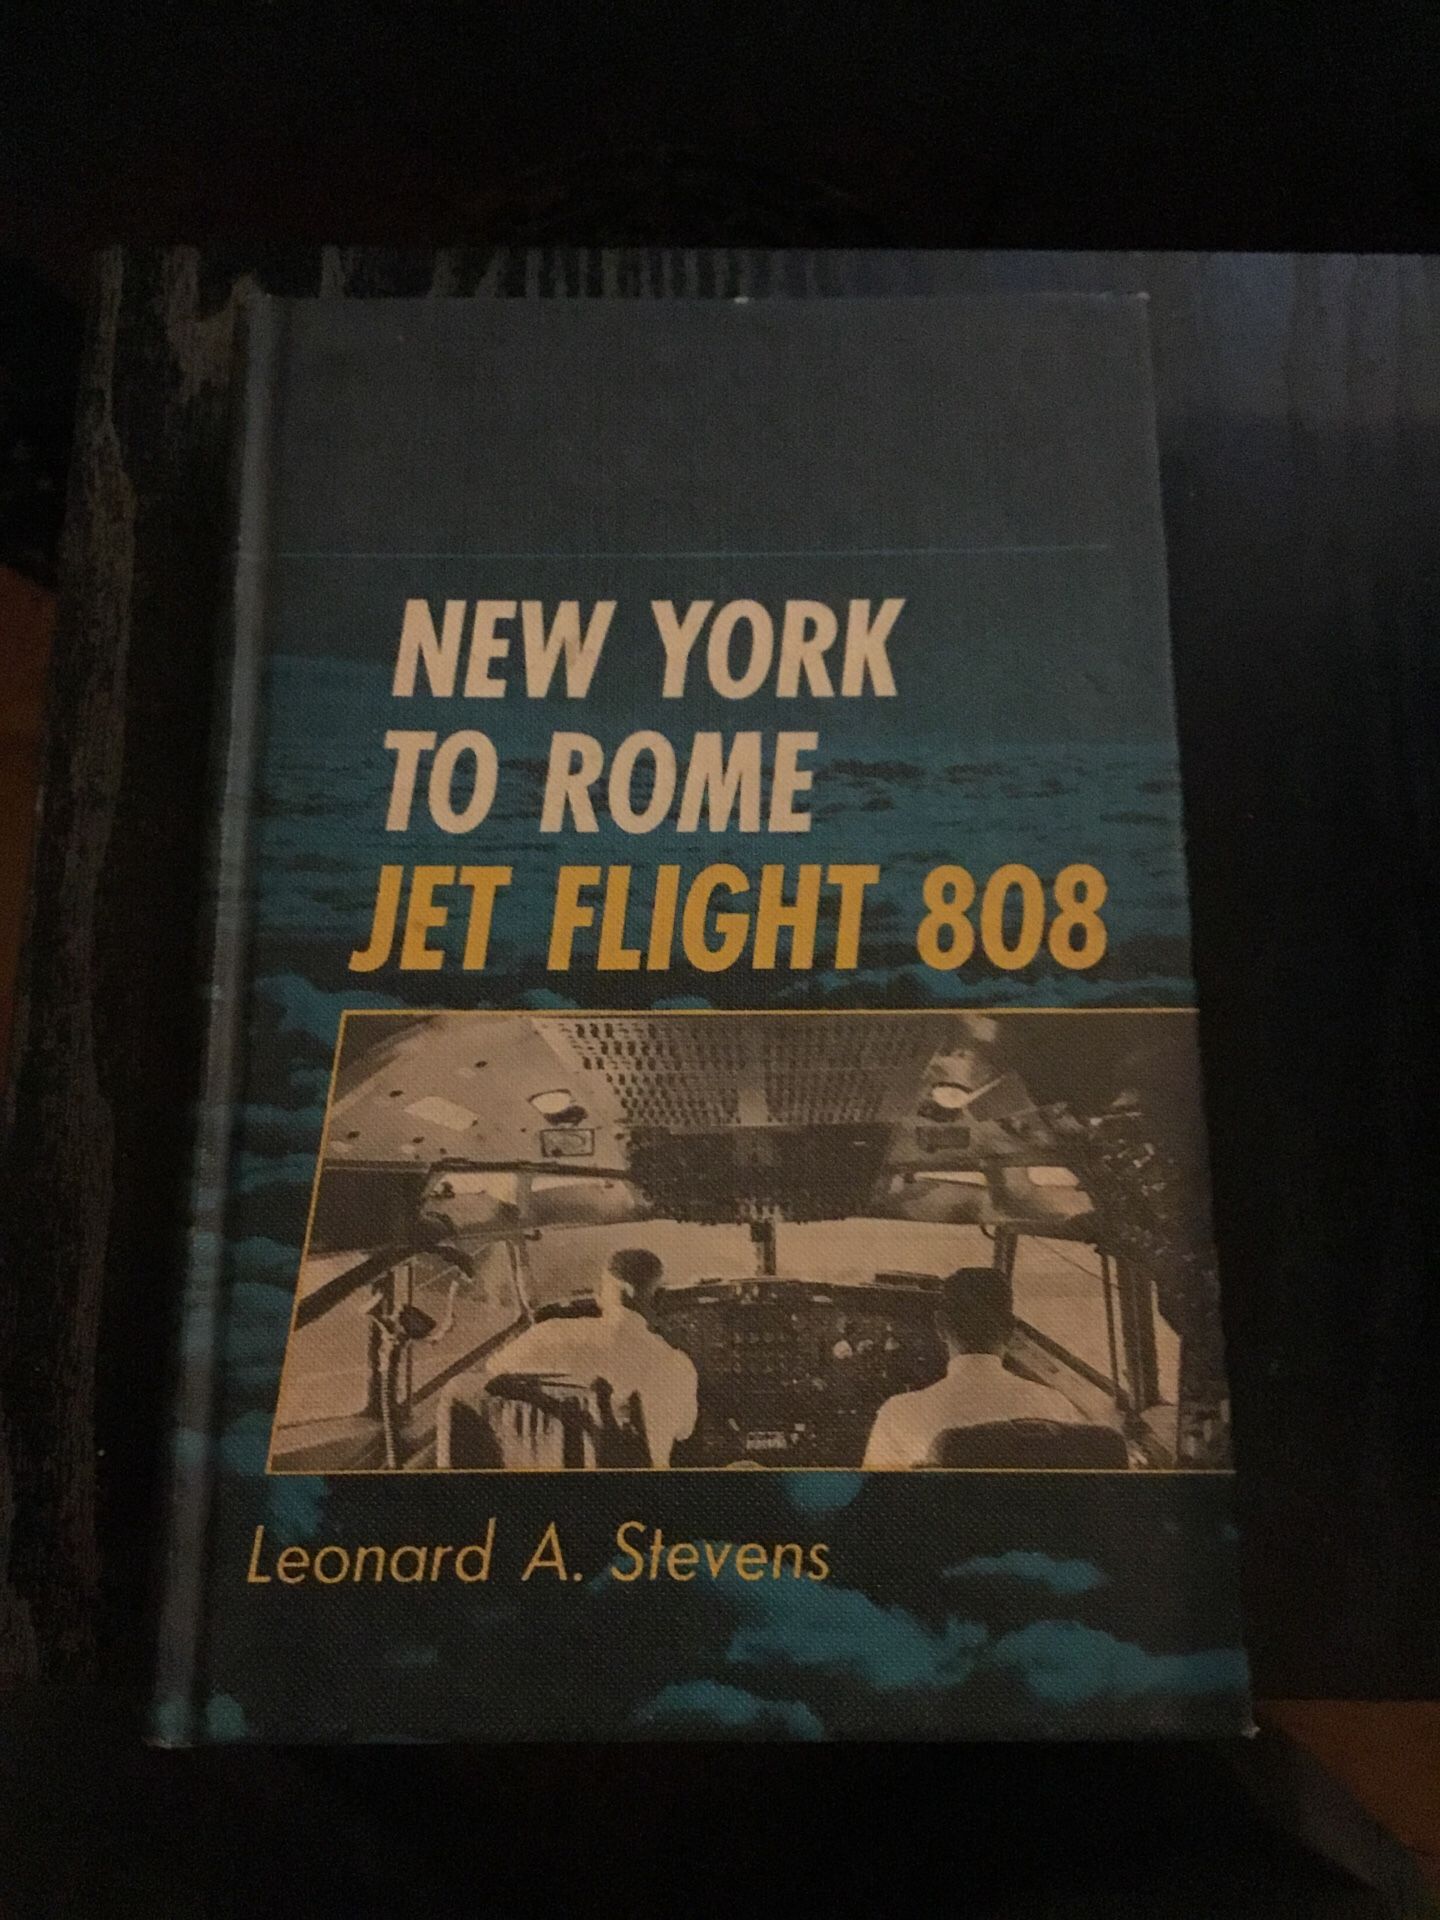 NEW YORK
TO ROME
JET FLIGHT 808
Leonard A. Stevens